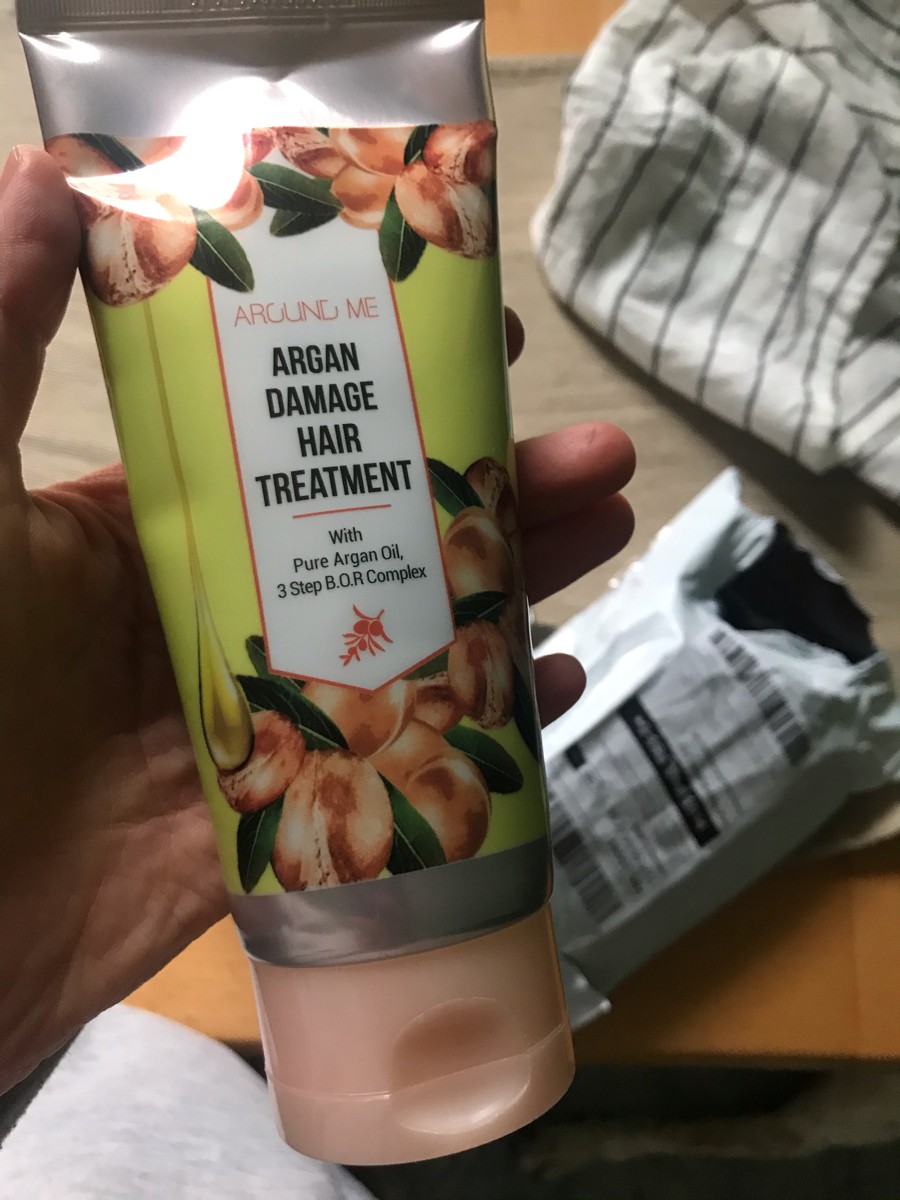 AROUND ME
ARGAN
DAMAGE
HAIR
TREATMENT
With
Pure Argan Oil,
3 Step B.O.R Complex